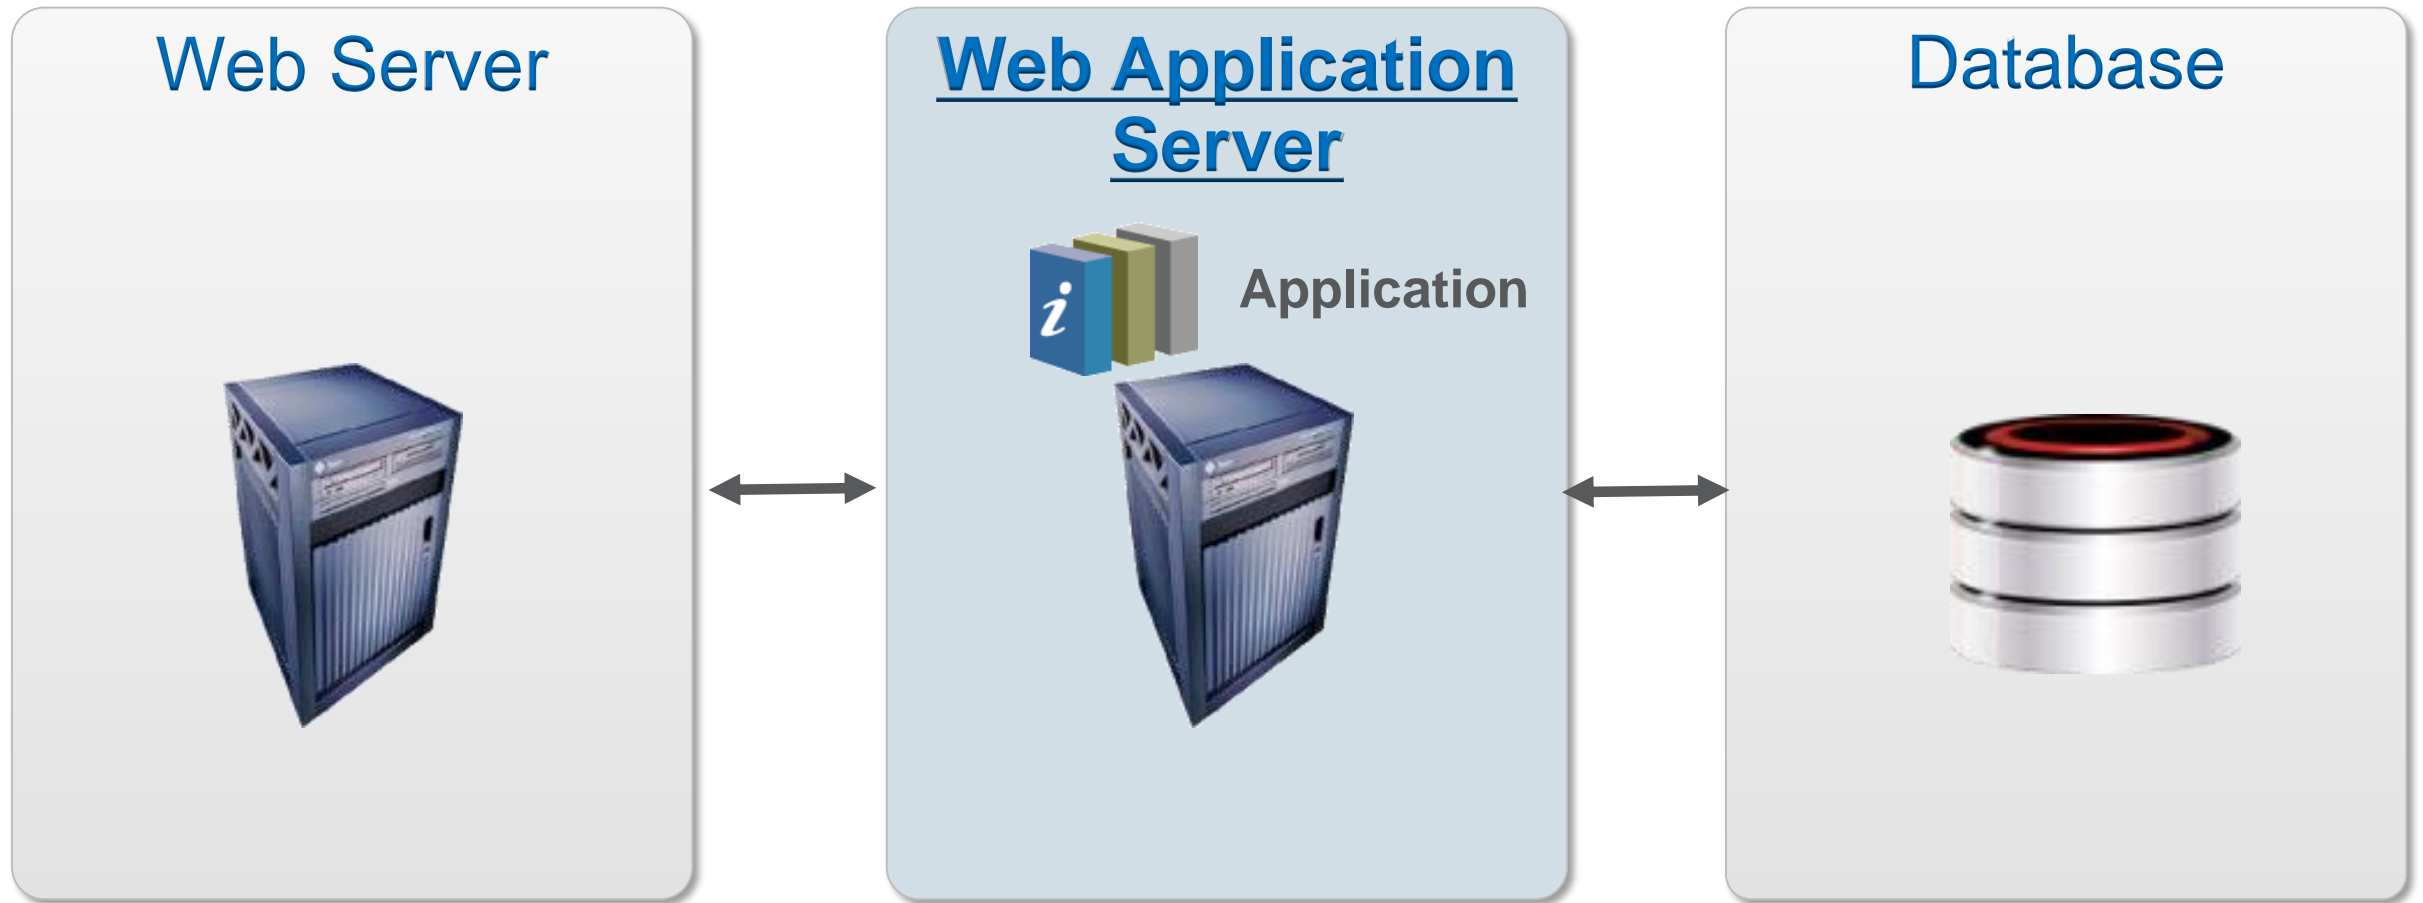 Web Server
Web Application
Server
Database
i
Application